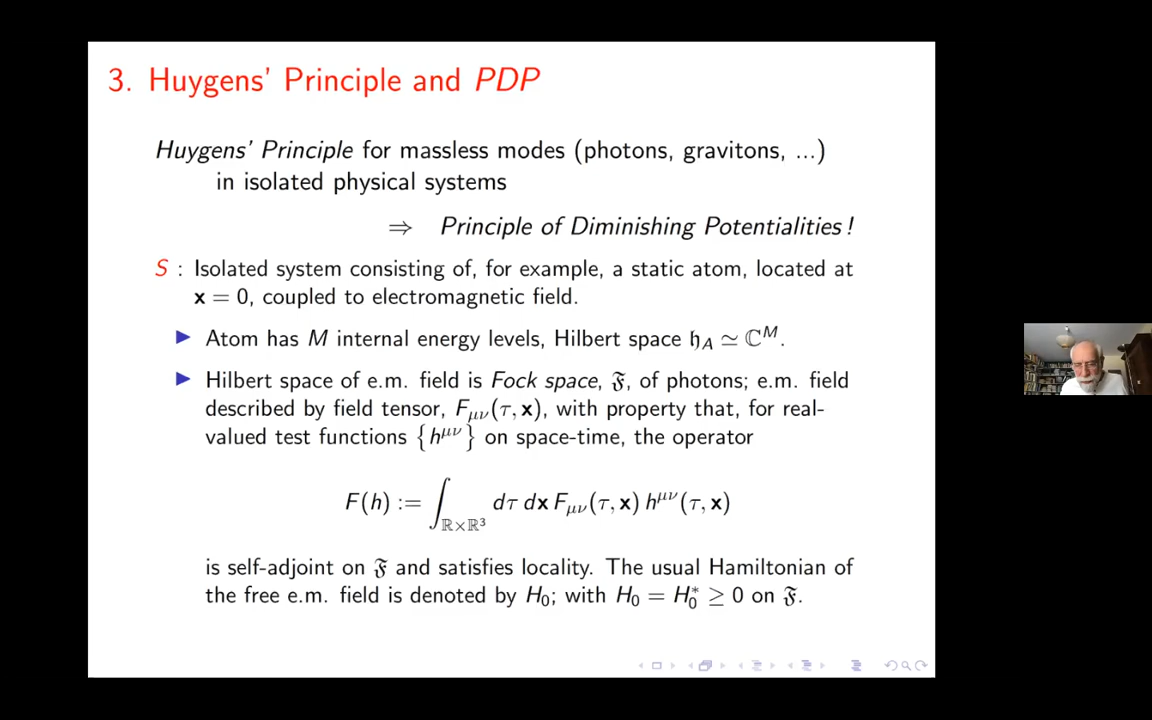 3. Huygens' Principle and PDP
Huygens' Principle for massless modes (photons, gravitons, ...)
in isolated physical systems
⇒ Principle of Diminishing Potentialities!
S : Isolated system consisting of, for example, a static atom, located at
x = 0, coupled to electromagnetic field.
▶ Atom has M internal energy levels, Hilbert space 𝔥_A ≃ ℂ^M.
▶ Hilbert space of e.m. field is Fock space, 𝔉, of photons; e.m. field
described by field tensor, F_μν(τ, x), with property that, for real-
valued test functions {h^μν} on space-time, the operator
F(h) := ∫_{ℝ×ℝ³} dτ dx F_μν(τ, x) h^μν(τ, x)
is self-adjoint on 𝔉 and satisfies locality. The usual Hamiltonian of
the free e.m. field is denoted by H₀; with H₀ = H₀* ≥ 0 on 𝔉.